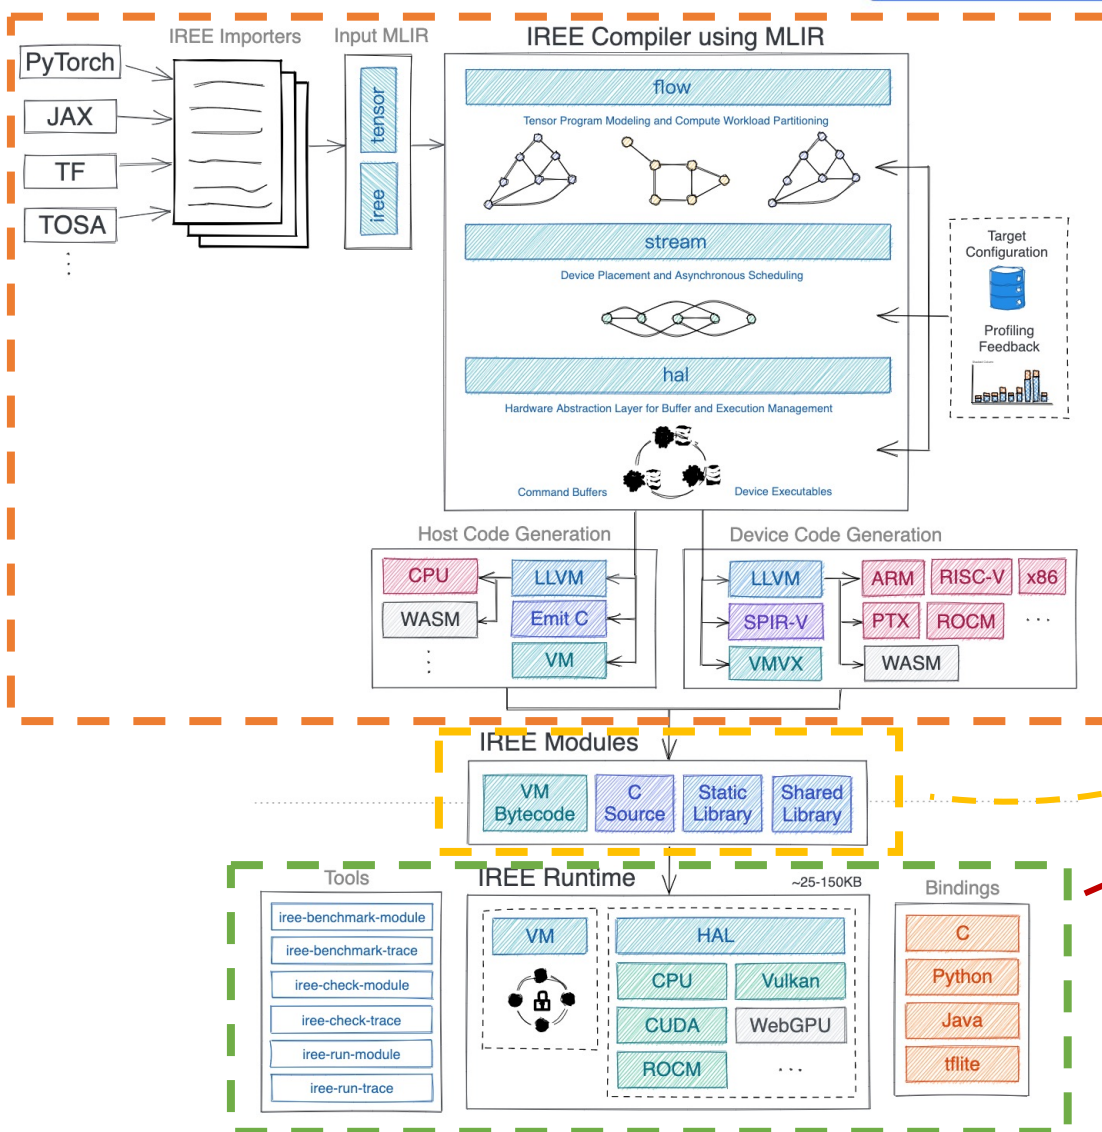 IREE Importers
Input MLIR
IREE Compiler using MLIR
PyTorch
JAX
TF
TOSA
tensor
iree
flow
Tensor Program Modeling and Compute Workload Partitioning
stream
Device Placement and Asynchronous Scheduling
hal
Hardware Abstraction Layer for Buffer and Execution Management
Command Buffers
Device Executables
Target
Configuration
Profiling
Feedback
Host Code Generation
CPU
LLVM
WASM
Emit C
VM
Device Code Generation
LLVM
ARM
RISC-V
x86
SPIR-V
PTX
ROCM
...
VMVX
WASM
IREE Modules
VM
Bytecode
C
Source
Static
Library
Shared
Library
Tools
iree-benchmark-module
iree-benchmark-trace
iree-check-module
iree-check-trace
iree-run-module
iree-run-trace
IREE Runtime
~25-150KB
VM
HAL
CPU
Vulkan
CUDA
WebGPU
ROCM
...
Bindings
C
Python
Java
tflite